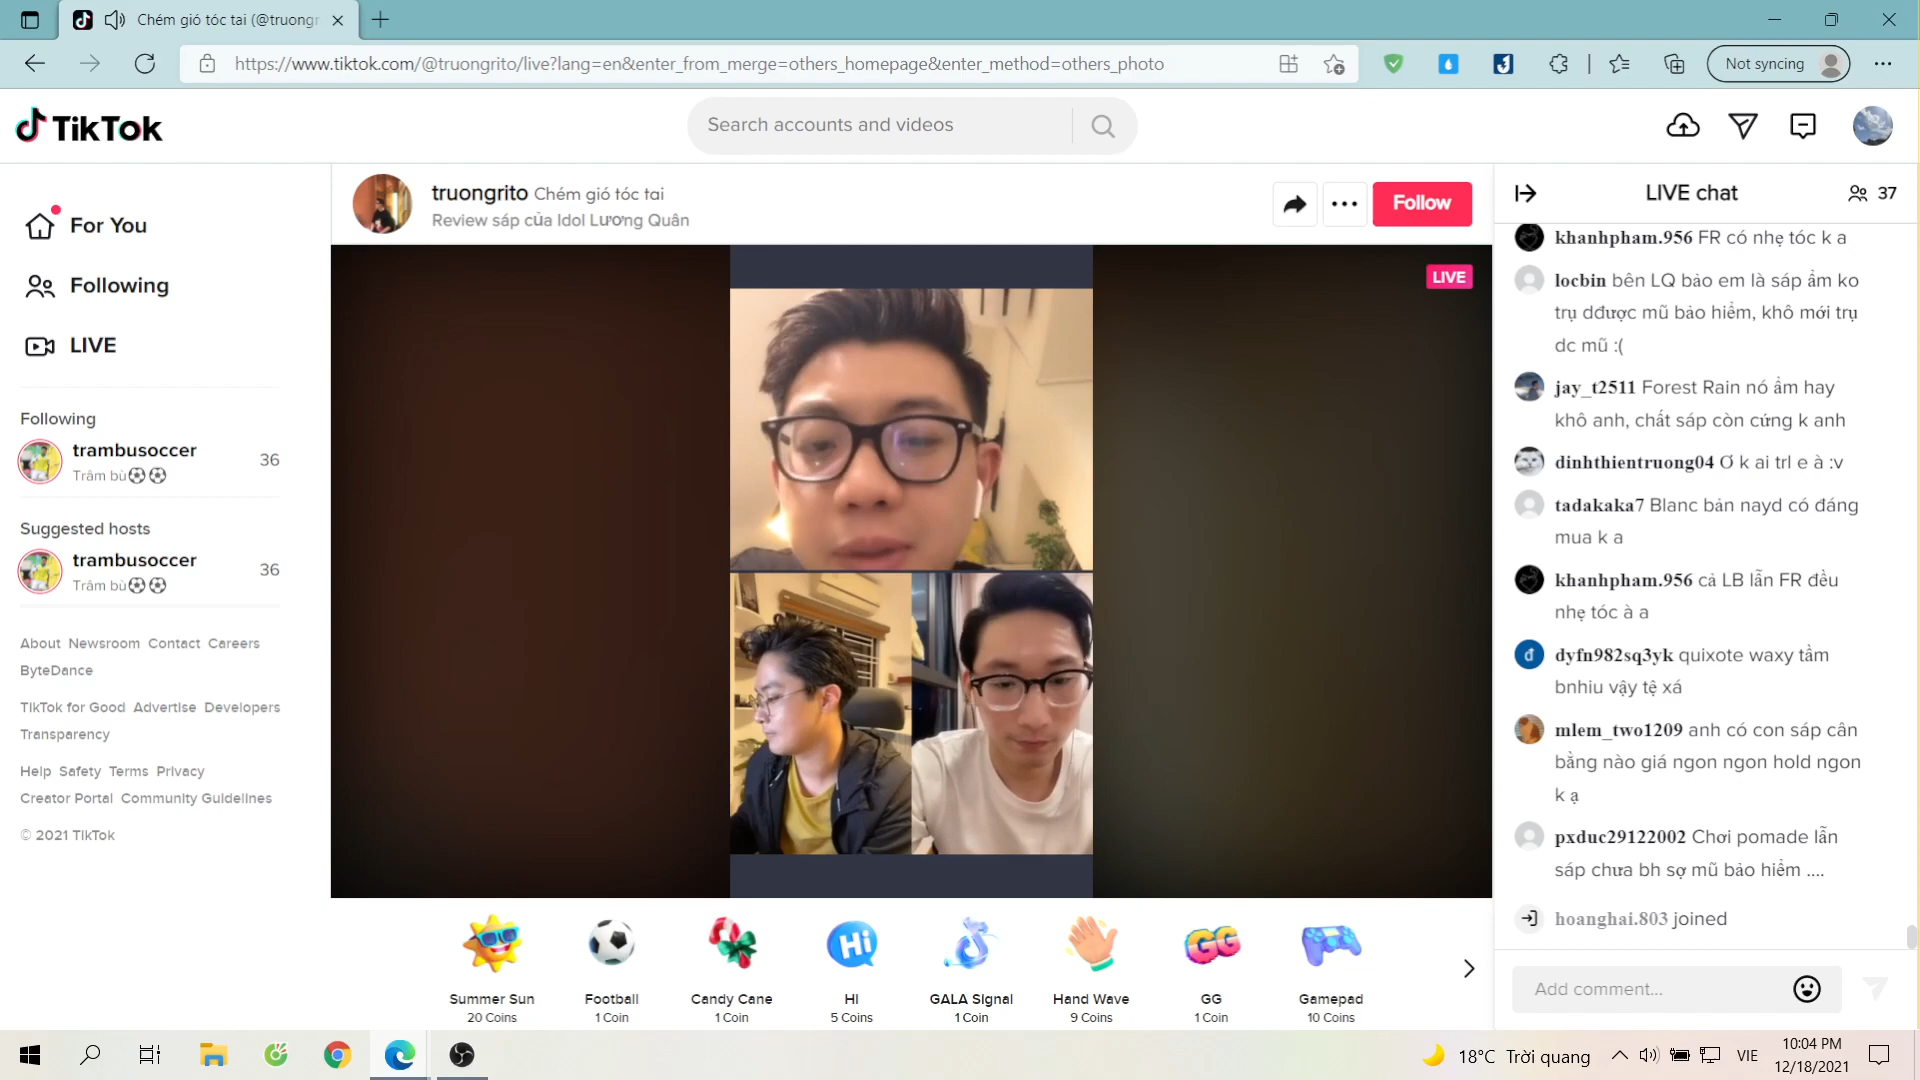 Chém gió tóc tai (@truongr
https://www.tiktok.com/@truongrito/live?lang=en&enter_from_merge=others_homepage&enter_method=others_photo
Not syncing
TikTok
Search accounts and videos
For You
Following
LIVE
Following
trambusoccer
36
Trâm bù⚽⚽
Suggested hosts
trambusoccer
36
Trâm bù⚽⚽
About Newsroom Contact Careers
ByteDance
TikTok for Good Advertise Developers
Transparency
Help Safety Terms Privacy
Creator Portal Community Guidelines
© 2021 TikTok
truongrito Chém gió tóc tai
Review sáp của Idol Lương Quân
Follow
LIVE
Summer Sun
20 Coins
Football
1 Coin
Candy Cane
1 Coin
Hi
Hi
5 Coins
GALA Signal
1 Coin
Hand Wave
9 Coins
GG
GG
1 Coin
Gamepad
10 Coins
LIVE chat
37
khanhpham.956 FR có nhẹ tóc k a
locbin bên LQ bảo em là sáp ẩm ko
trụ dđược mũ bảo hiểm, khô mới trụ
dc mũ :(
jay_t2511 Forest Rain nó ẩm hay
khô anh, chất sáp còn cứng k anh
dinhthientruong04 Ơ k ai trl e à :v
tadakaka7 Blanc bản nayd có đáng
mua k a
khanhpham.956 cả LB lẫn FR đều
nhẹ tóc à a
đ
dyfn982sq3yk quixote waxy tầm
bnhiu vậy tệ xá
mlem_two1209 anh có con sáp cân
bằng nào giá ngon ngon hold ngon
k ạ
pxduc29122002 Chơi pomade lẫn
sáp chưa bh sợ mũ bảo hiểm ....
hoanghai.803 joined
Add comment...
18°C Trời quang
VIE
10:04 PM
12/18/2021